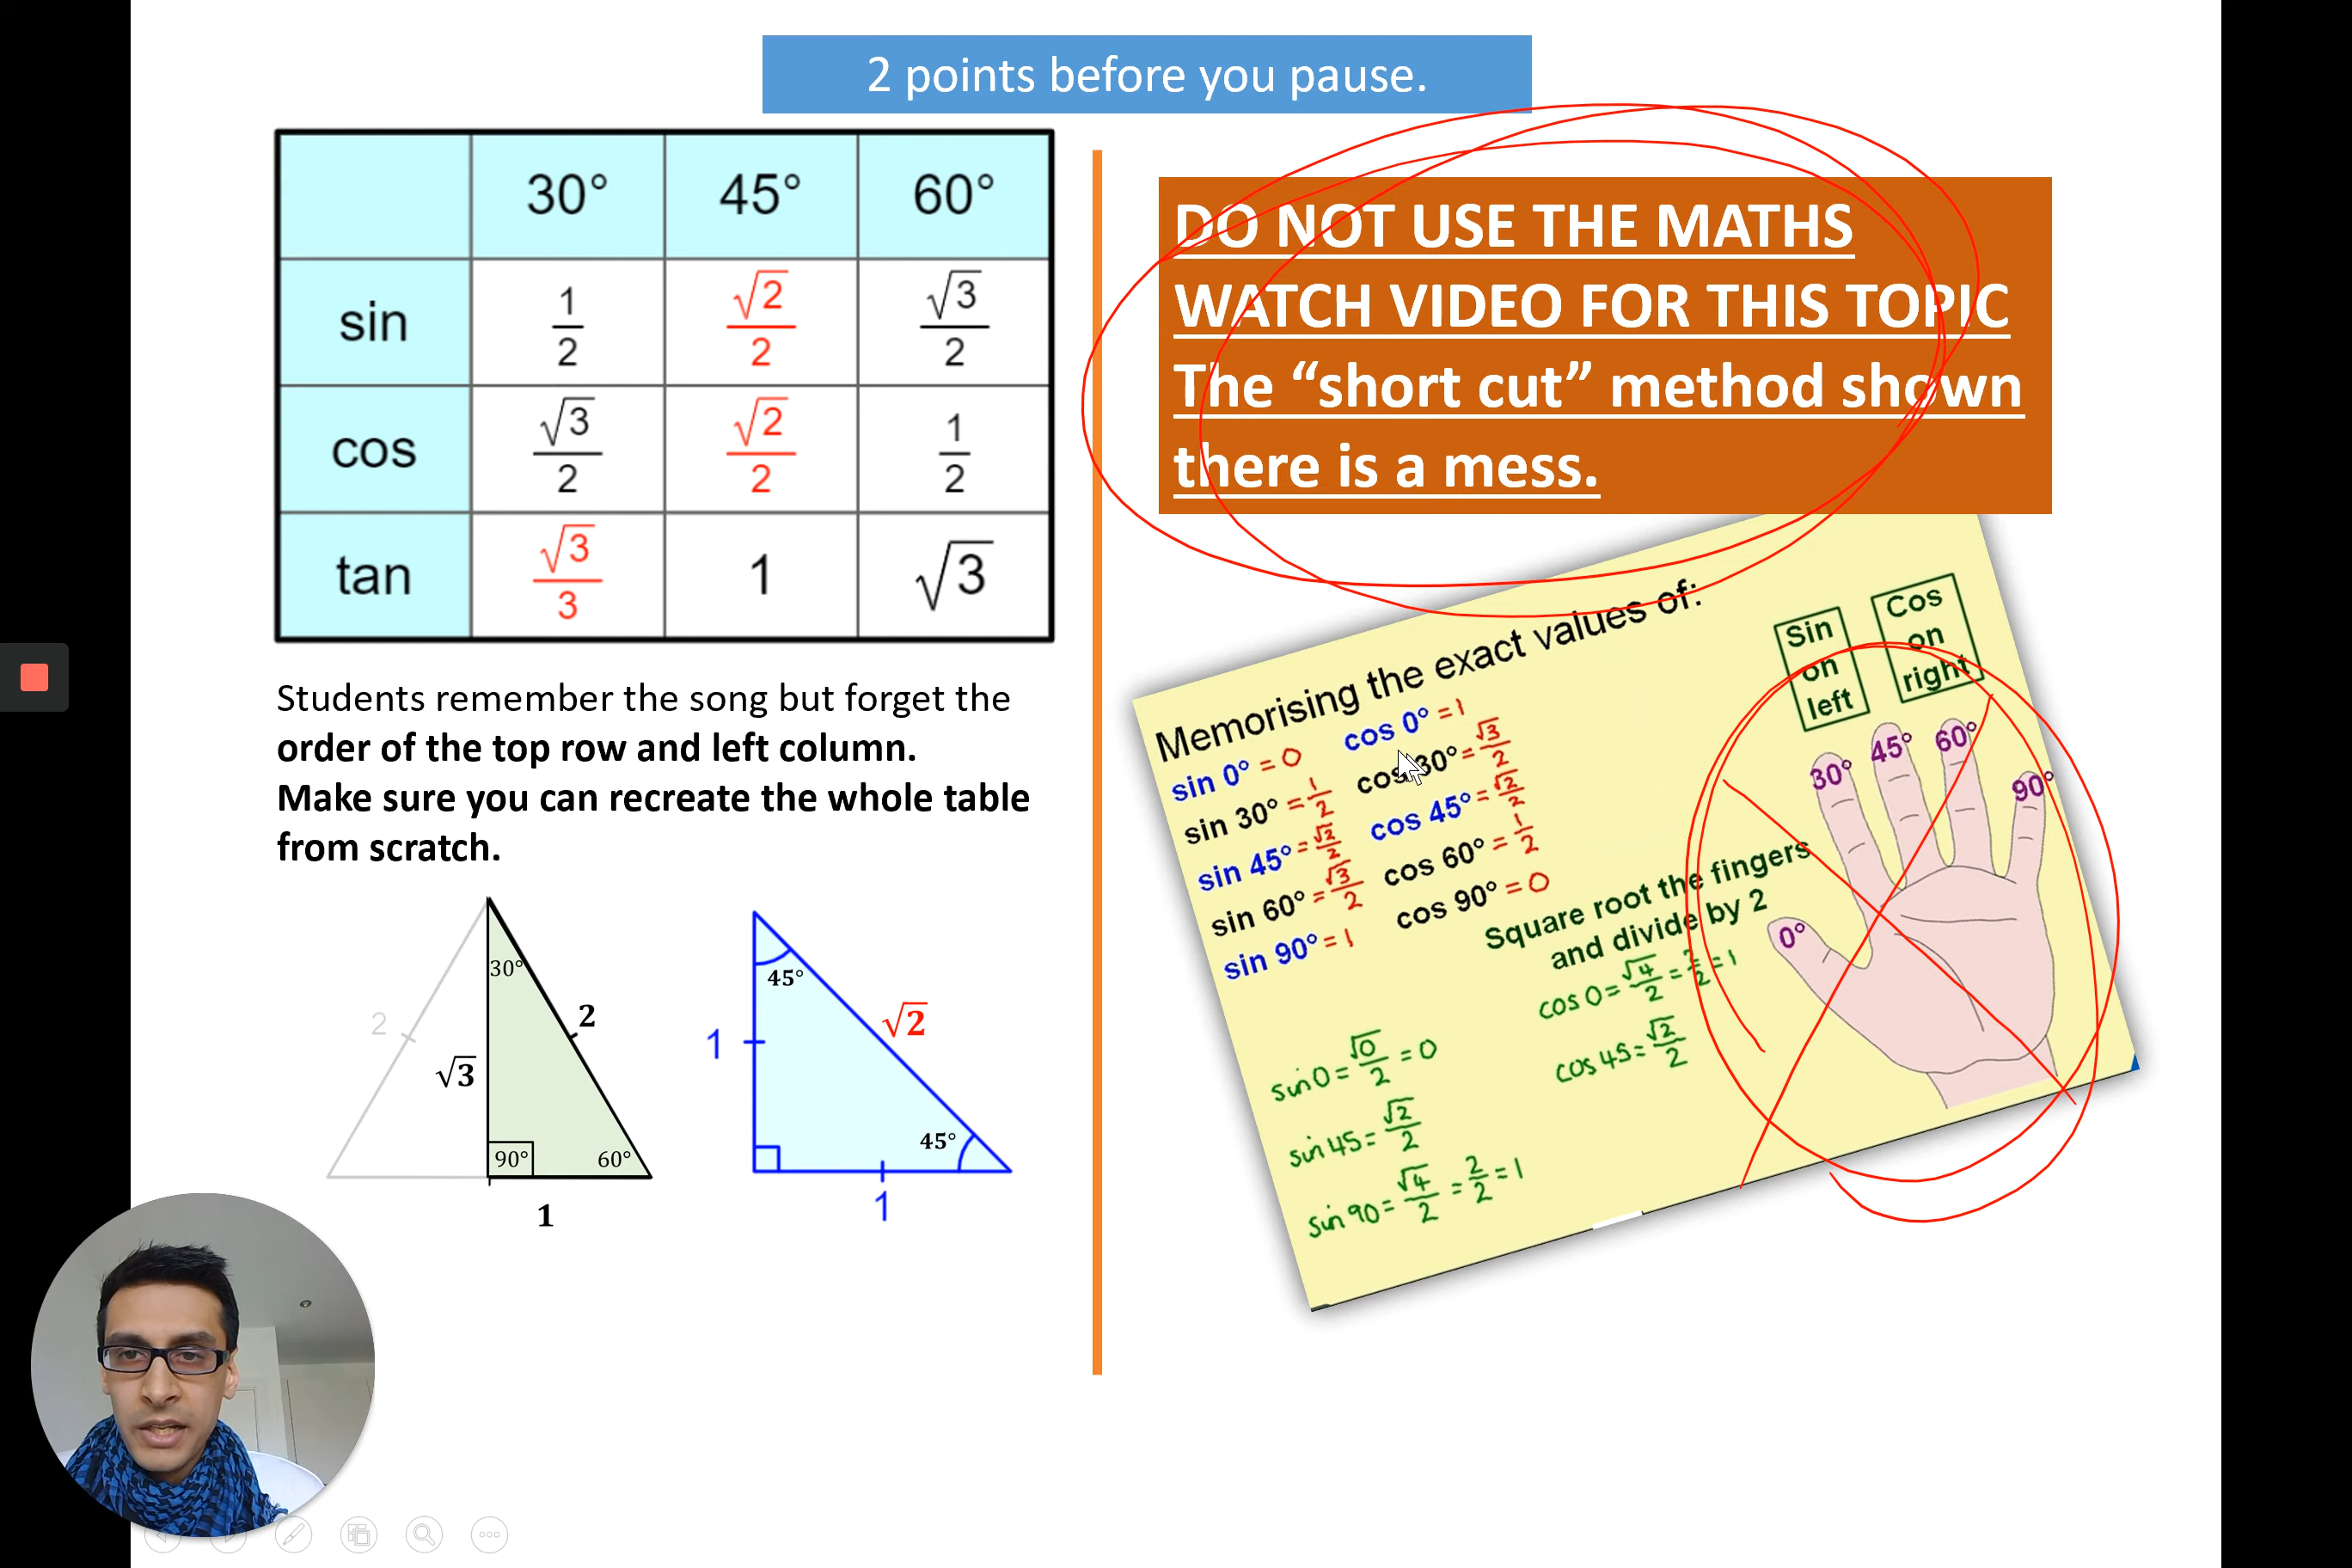 2 points before you pause.
30° 45° 60°
sin 1/2 √2/2 √3/2
cos √3/2 √2/2 1/2
tan √3/3 1 √3
Students remember the song but forget the
order of the top row and left column.
Make sure you can recreate the whole table
from scratch.
30°
2
2
√3
90°
60°
1
45°
√2
1
45°
1
DO NOT USE THE MATHS
WATCH VIDEO FOR THIS TOPIC
The “short cut” method shown
there is a mess.
Memorising the exact values of:
sin 0° = 0 cos 0° = 1
sin 30° = 1/2 cos 30° = √3/2
sin 45° = √2/2 cos 45° = √2/2
sin 60° = √3/2 cos 60° = 1/2
sin 90° = 1 cos 90° = 0
Sin
on
left
Cos
on
right
30°
45°
60°
90°
0°
Square root the fingers
and divide by 2
cos 0 = √4/2 = 2/2 = 1
cos 45 = √2/2
sin 0 = √0/2 = 0
sin 45 = √2/2
sin 90 = √4/2 = 2/2 = 1